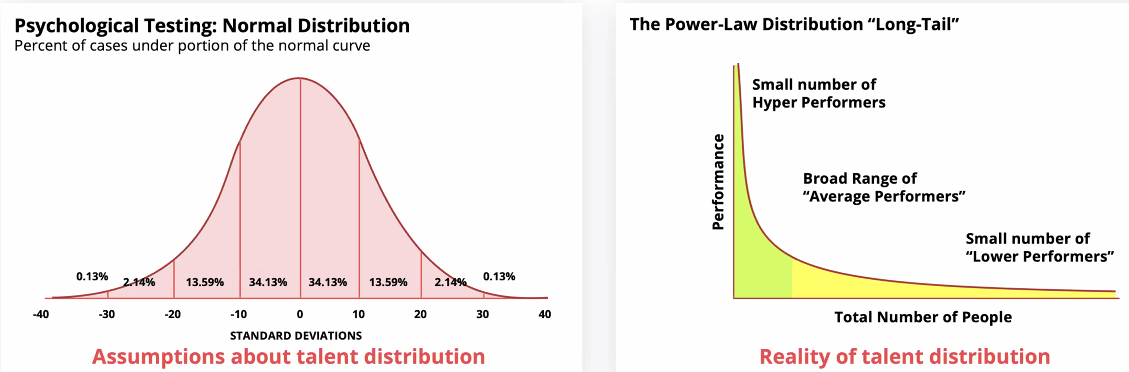 Psychological Testing: Normal Distribution
Percent of cases under portion of the normal curve
0.13%
2.14%
13.59%
34.13%
34.13%
13.59%
2.14%
0.13%
-40
-30
-20
-10
0
10
20
30
40
STANDARD DEVIATIONS
Assumptions about talent distribution
The Power-Law Distribution “Long-Tail”
Small number of
Hyper Performers
Broad Range of
“Average Performers”
Small number of
“Lower Performers”
Performance
Total Number of People
Reality of talent distribution